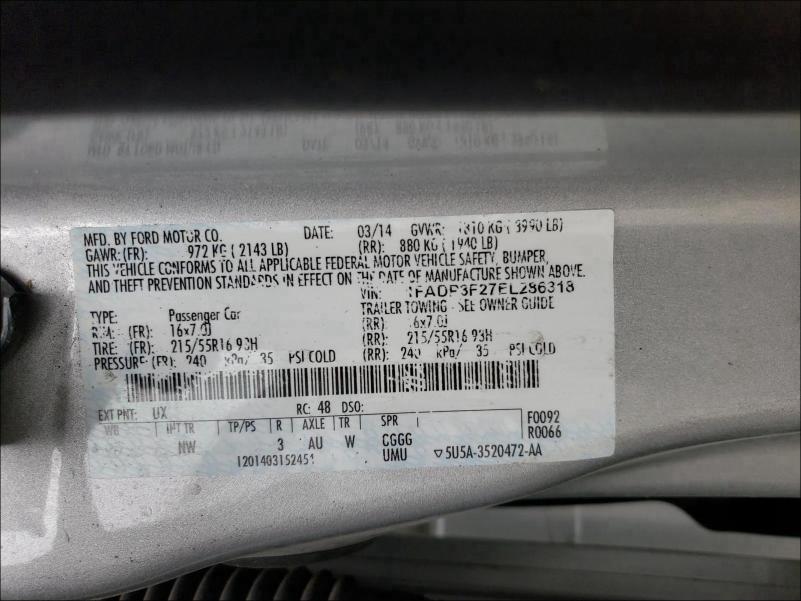 MFD. BY FORD MOTOR CO. DATE: 03/14 GVWR: 1810 KG ( 3990 LB)
GAWR: (FR): 972 KG ( 2143 LB) (RR): 880 KG ( 1940 LB)
THIS VEHICLE CONFORMS TO ALL APPLICABLE FEDERAL MOTOR VEHICLE SAFETY, BUMPER,
AND THEFT PREVENTION STANDARDS IN EFFECT ON THE DATE OF MANUFACTURE SHOWN ABOVE.
VIN: 1FADP3F27EL286318
TYPE: Passenger Car TRAILER TOWING - SEE OWNER GUIDE
RIM: (FR): 16x7.0J (RR): 16x7.0J
TIRE: (FR): 215/55R16 93H (RR): 215/55R16 93H
PRESSURE: (FR): 240 kPa/ 35 PSI COLD (RR): 240 kPa/ 35 PSI COLD
EXT PNT: UX RC: 48 DSO:
WB INT TR TP/PS R AXLE TR SPR F0092
NW 3 AU W CGGG R0066
1201403152451 UMU ▽5U5A-3520472-AA